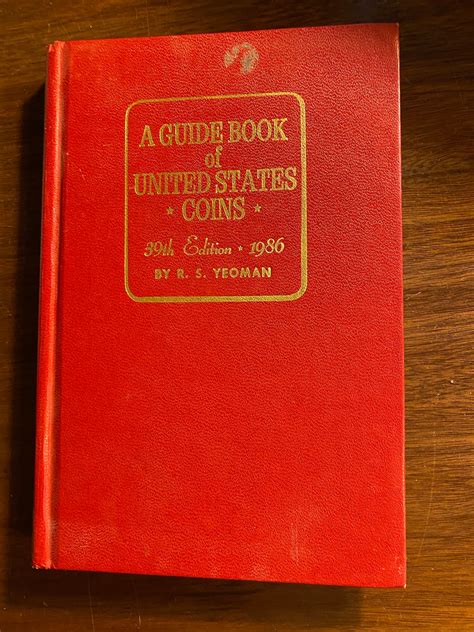 A GUIDE BOOK
of
UNITED STATES
★ COINS ★
39th Edition • 1986
BY R. S. YEOMAN